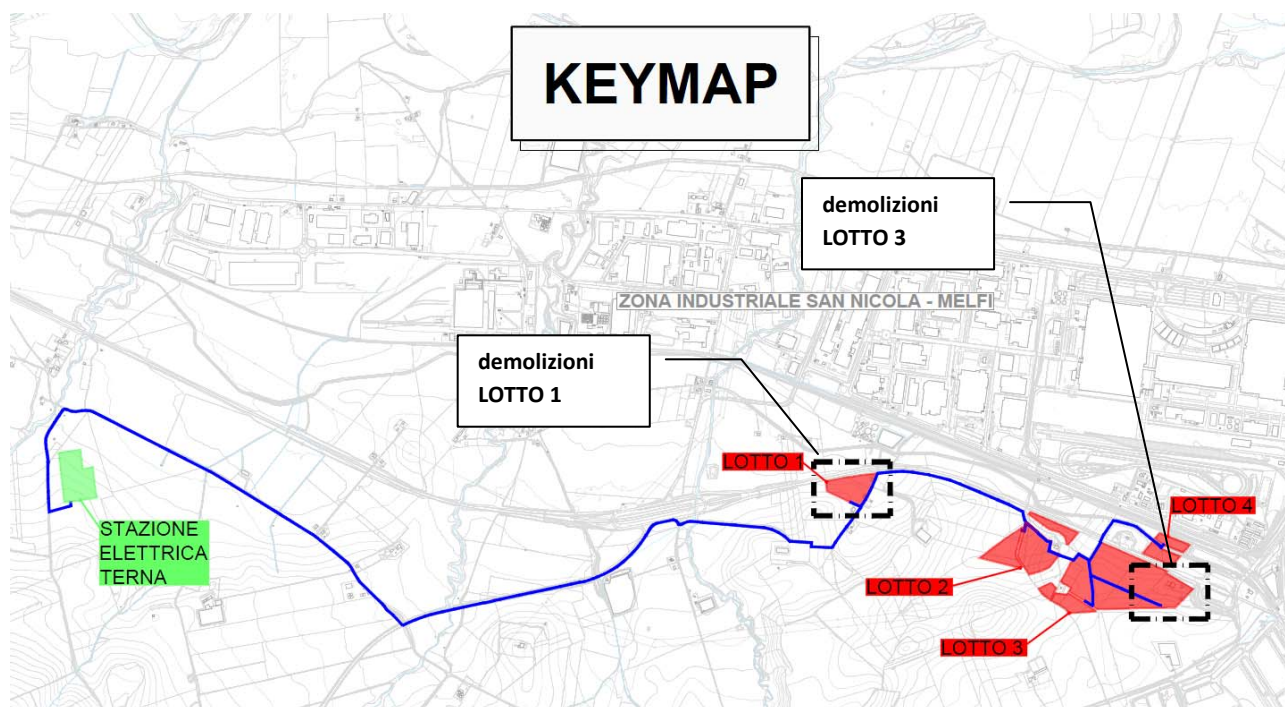 KEYMAP
demolizioni
LOTTO 3
ZONA INDUSTRIALE SAN NICOLA - MELFI
demolizioni
LOTTO 1
LOTTO 1
LOTTO 4
STAZIONE
ELETTRICA
TERNA
LOTTO 2
LOTTO 3